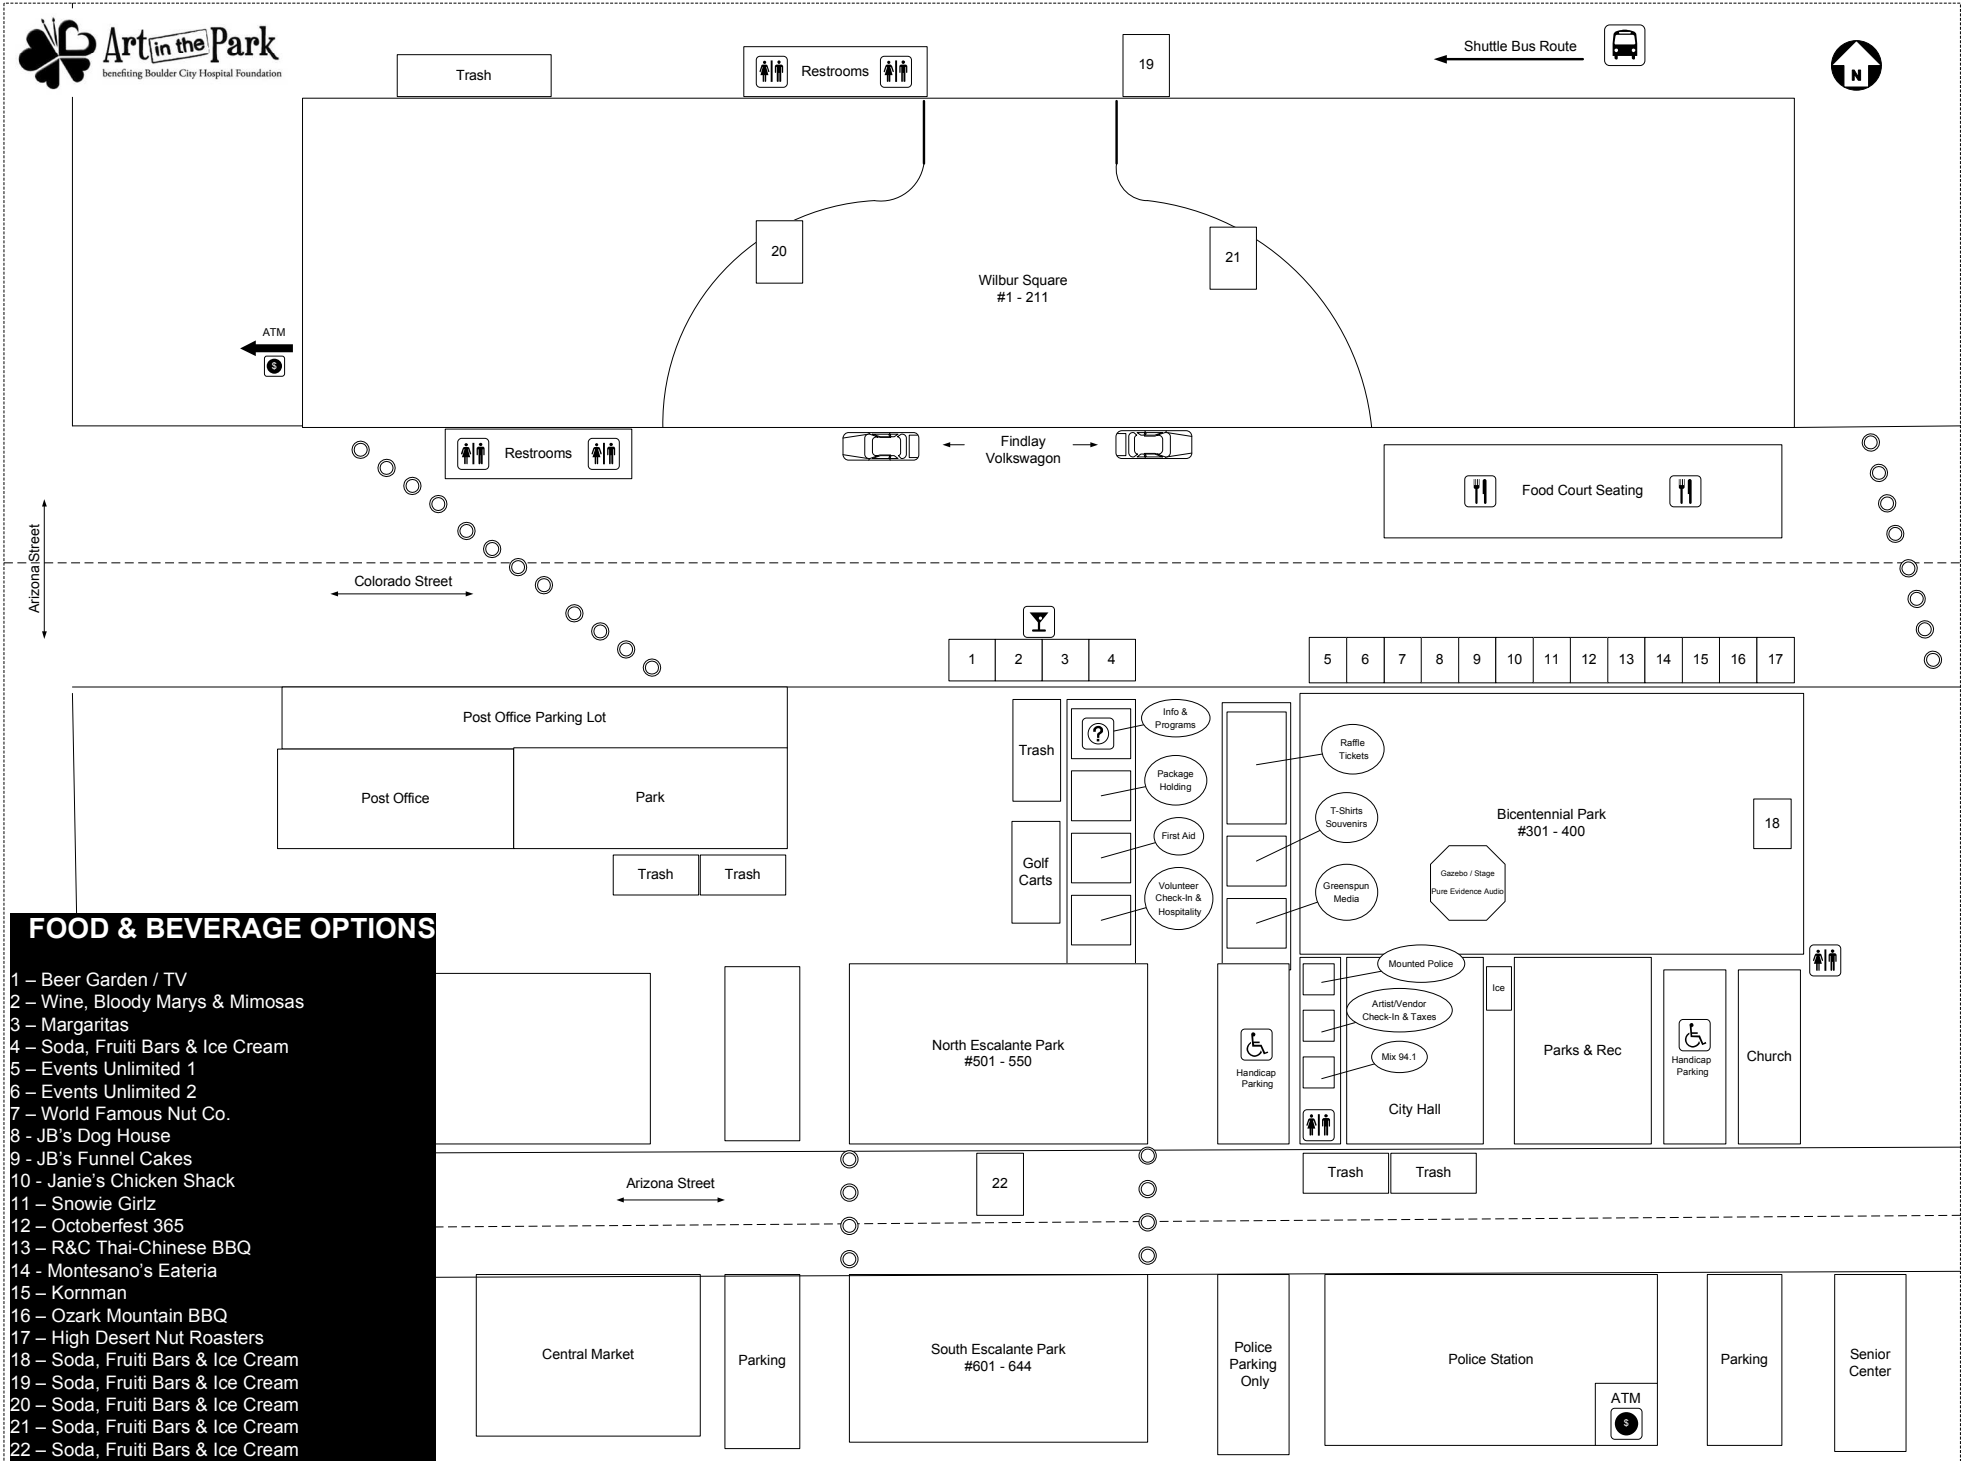 Art in the Park
benefiting Boulder City Hospital Foundation
Trash
Restrooms
19
Shuttle Bus Route
N
20
21
Wilbur Square
#1 - 211
ATM
$
Restrooms
Findlay
Volkswagon
Food Court Seating
Arizona Street
Colorado Street
1
2
3
4
5
6
7
8
9
10
11
12
13
14
15
16
17
Post Office Parking Lot
Post Office
Park
Trash
Trash
Trash
Golf
Carts
?
Info &
Programs
Package
Holding
First Aid
Volunteer
Check-In &
Hospitality
Raffle
Tickets
T-Shirts
Souvenirs
Greenspun
Media
Bicentennial Park
#301 - 400
18
Gazebo / Stage
Pure Evidence Audio
North Escalante Park
#501 - 550
Handicap
Parking
Mounted Police
Artist/Vendor
Check-In & Taxes
Mix 94.1
City Hall
Ice
Parks & Rec
Handicap
Parking
Church
Arizona Street
22
Trash
Trash
Central Market
Parking
South Escalante Park
#601 - 644
Police
Parking
Only
Police Station
ATM
$
Parking
Senior
Center
FOOD & BEVERAGE OPTIONS
1 – Beer Garden / TV
2 – Wine, Bloody Marys & Mimosas
3 – Margaritas
4 – Soda, Fruiti Bars & Ice Cream
5 – Events Unlimited 1
6 – Events Unlimited 2
7 – World Famous Nut Co.
8 - JB's Dog House
9 - JB's Funnel Cakes
10 - Janie's Chicken Shack
11 – Snowie Girlz
12 – Octoberfest 365
13 – R&C Thai-Chinese BBQ
14 - Montesano's Eateria
15 – Kornman
16 – Ozark Mountain BBQ
17 – High Desert Nut Roasters
18 – Soda, Fruiti Bars & Ice Cream
19 – Soda, Fruiti Bars & Ice Cream
20 – Soda, Fruiti Bars & Ice Cream
21 – Soda, Fruiti Bars & Ice Cream
22 – Soda, Fruiti Bars & Ice Cream